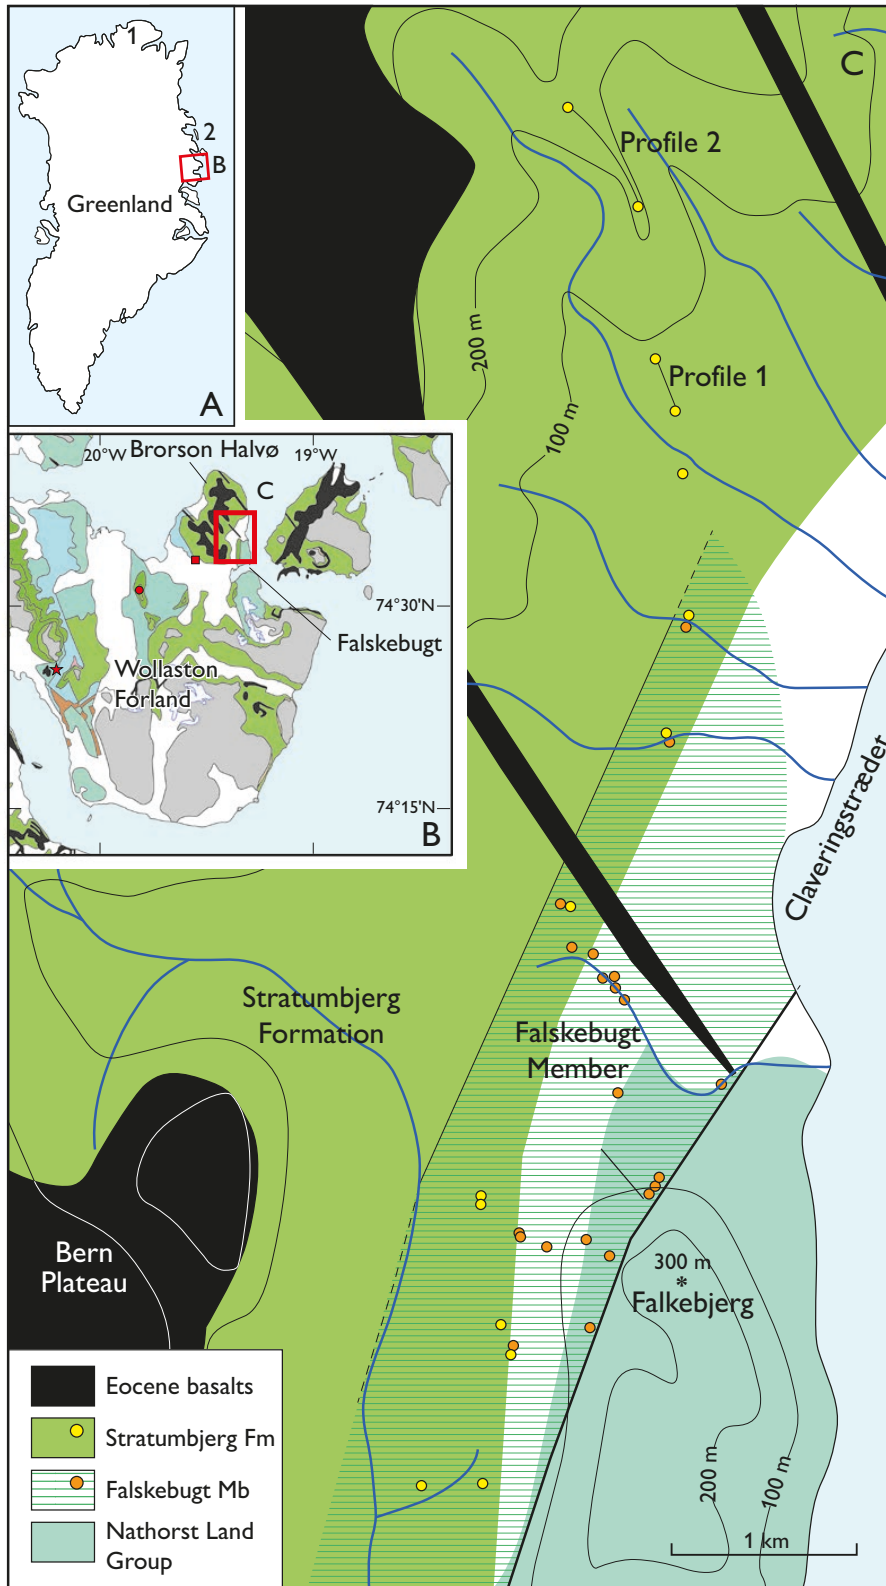 1
2
B
Greenland
A
C
Profile 2
200 m
Profile 1
100 m
20°W
Brorson Halvø
19°W
C
74°30'N
Falskebugt
Wollaston
Forland
74°15'N
B
Claveringstrædet
Stratumbjerg
Formation
Falskebugt
Member
Bern
Plateau
300 m
*
Falkebjerg
200 m
100 m
1 km
Eocene basalts
Stratumbjerg Fm
Falskebugt Mb
Nathorst Land
Group